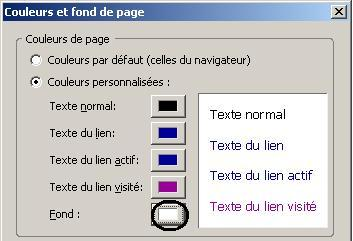 Couleurs et fond de page
Couleurs de page
Couleurs par défaut (celles du navigateur)
Couleurs personnalisées :
Texte normal:
Texte du lien:
Texte du lien actif:
Texte du lien visité:
Fond :
Texte normal
Texte du lien
Texte du lien actif
Texte du lien visité